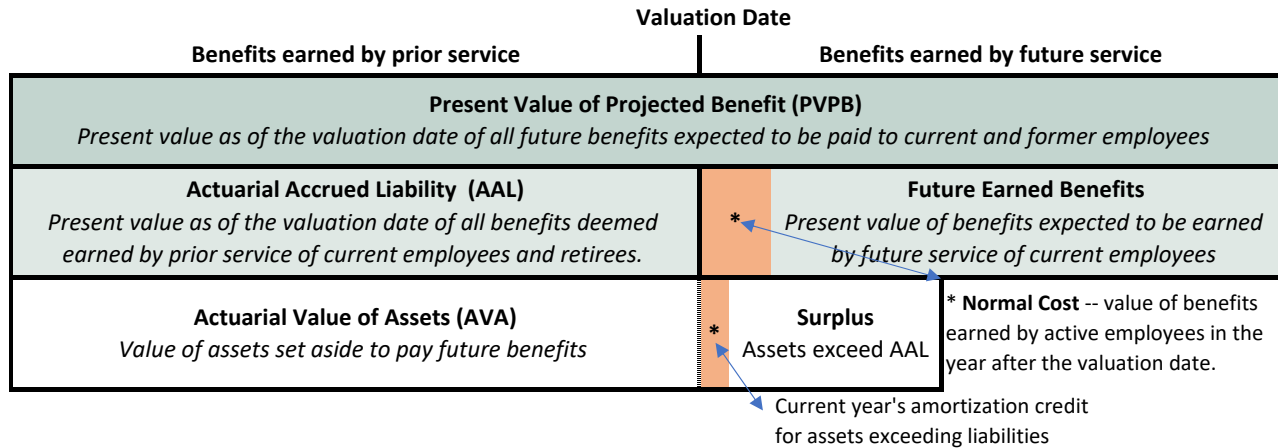 Valuation Date
Benefits earned by prior service
Benefits earned by future service
Present Value of Projected Benefit (PVPB)
Present value as of the valuation date of all future benefits expected to be paid to current and former employees
Actuarial Accrued Liability (AAL)
Present value as of the valuation date of all benefits deemed
earned by prior service of current employees and retirees.
*
Future Earned Benefits
Present value of benefits expected to be earned
by future service of current employees
Actuarial Value of Assets (AVA)
Value of assets set aside to pay future benefits
*
Surplus
Assets exceed AAL
* Normal Cost -- value of benefits
earned by active employees in the
year after the valuation date.
Current year's amortization credit
for assets exceeding liabilities